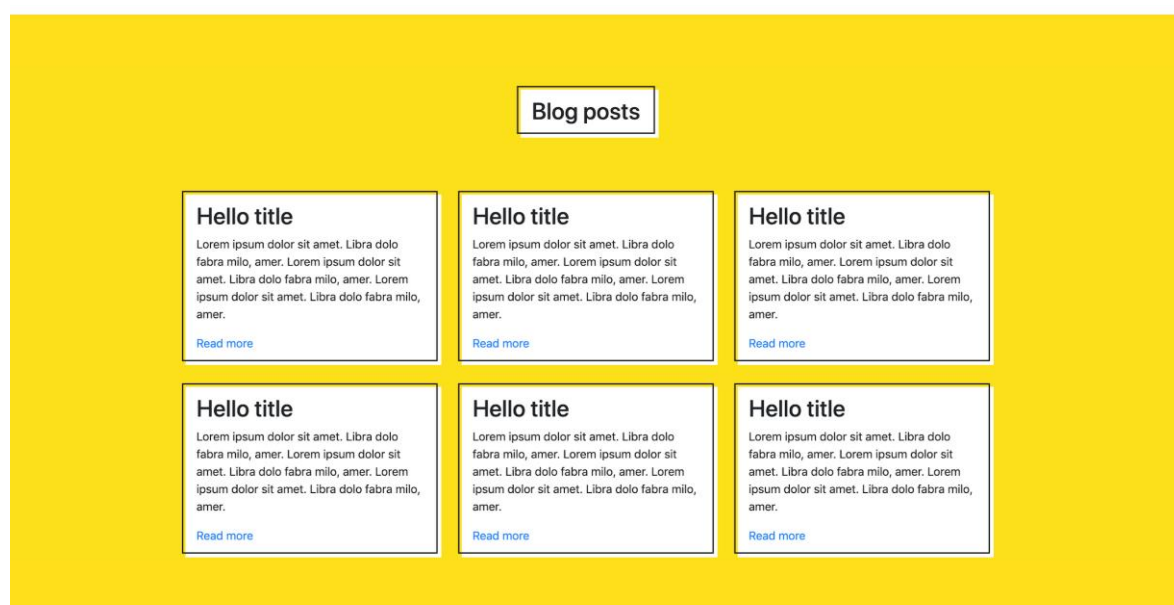 Blog posts
Hello title
Lorem ipsum dolor sit amet. Libra dolo
fabra milo, amer. Lorem ipsum dolor sit
amet. Libra dolo fabra milo, amer. Lorem
ipsum dolor sit amet. Libra dolo fabra milo,
amer.
Read more
Hello title
Lorem ipsum dolor sit amet. Libra dolo
fabra milo, amer. Lorem ipsum dolor sit
amet. Libra dolo fabra milo, amer. Lorem
ipsum dolor sit amet. Libra dolo fabra milo,
amer.
Read more
Hello title
Lorem ipsum dolor sit amet. Libra dolo
fabra milo, amer. Lorem ipsum dolor sit
amet. Libra dolo fabra milo, amer. Lorem
ipsum dolor sit amet. Libra dolo fabra milo,
amer.
Read more
Hello title
Lorem ipsum dolor sit amet. Libra dolo
fabra milo, amer. Lorem ipsum dolor sit
amet. Libra dolo fabra milo, amer. Lorem
ipsum dolor sit amet. Libra dolo fabra milo,
amer.
Read more
Hello title
Lorem ipsum dolor sit amet. Libra dolo
fabra milo, amer. Lorem ipsum dolor sit
amet. Libra dolo fabra milo, amer. Lorem
ipsum dolor sit amet. Libra dolo fabra milo,
amer.
Read more
Hello title
Lorem ipsum dolor sit amet. Libra dolo
fabra milo, amer. Lorem ipsum dolor sit
amet. Libra dolo fabra milo, amer. Lorem
ipsum dolor sit amet. Libra dolo fabra milo,
amer.
Read more